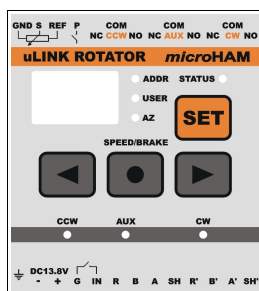 GND S REF P COM COM COM
NC CCW NO NC AUX NO NC CW NO
uLINK ROTATOR microHAM
ADDR STATUS
USER
AZ
SET
SPEED/BRAKE
CCW AUX CW
DC13.8V
- + G IN R B A SH R' B' A' SH'